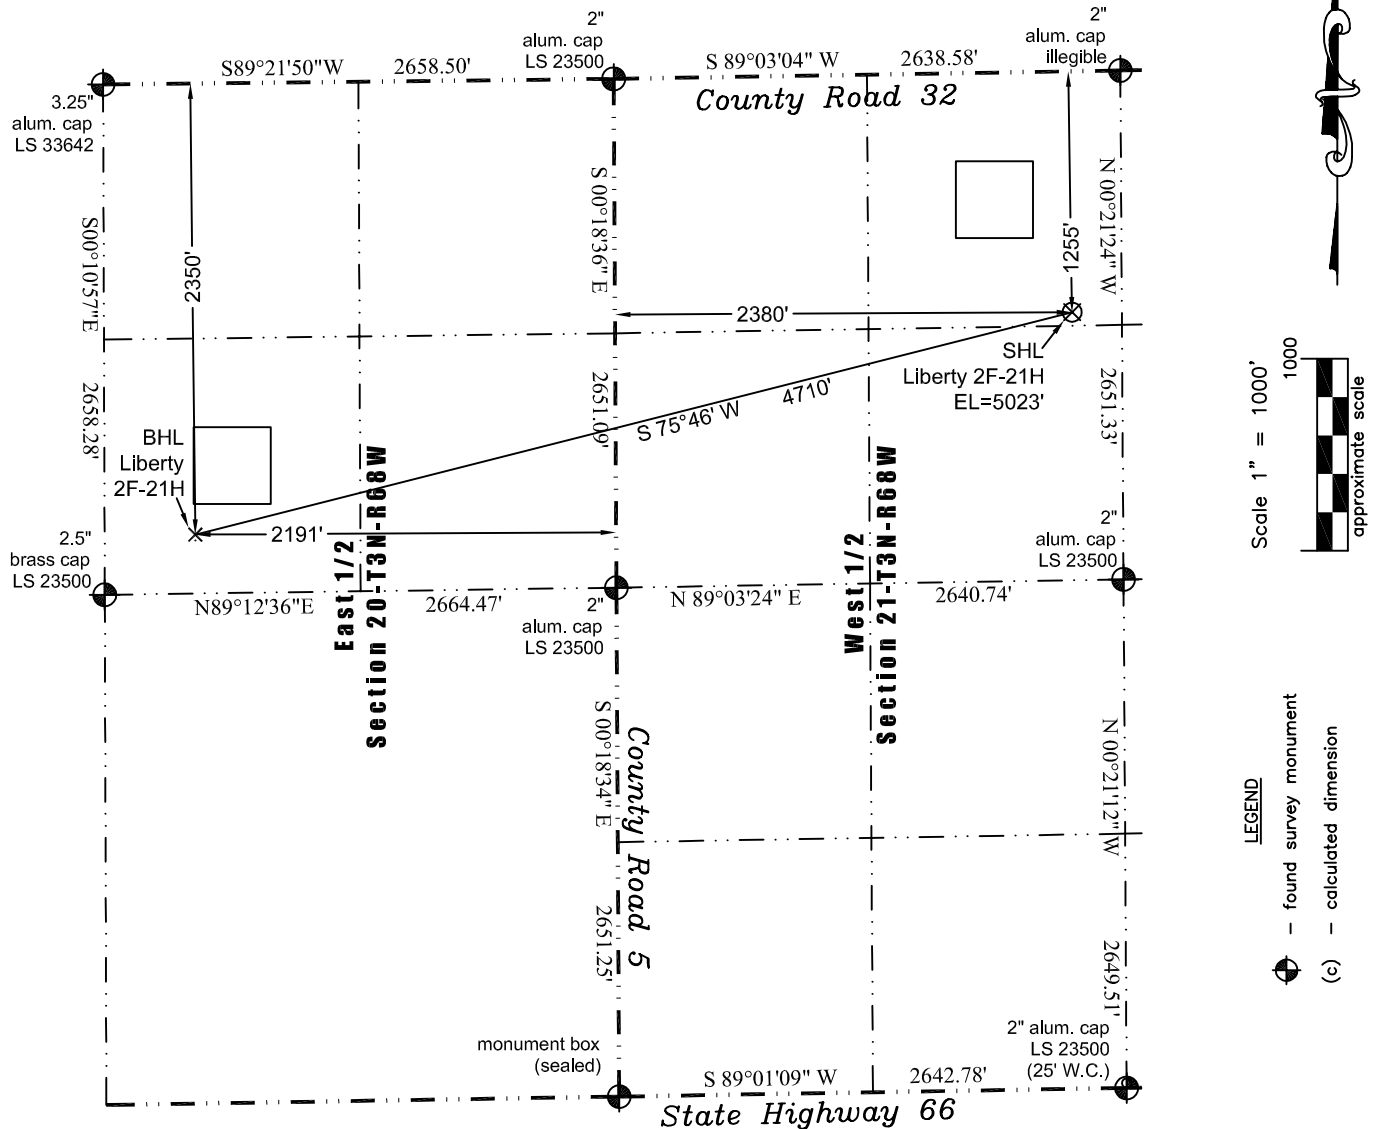 2"
alum. cap
LS 23500
2"
alum. cap
illegible
S89°21'50"W
2658.50'
S 89°03'04" W
2638.58'
County Road 32
3.25"
alum. cap
LS 33642
S00°10'57"E
2658.28'
2350'
S 00°18'36" E
2651.09'
N 00°21'24" W
2651.33'
1255'
2380'
SHL
Liberty 2F-21H
EL=5023'
S 75°46' W
4710'
BHL
Liberty
2F-21H
2191'
2.5"
brass cap
LS 23500
2"
alum. cap
LS 23500
N89°12'36"E
2664.47'
2"
alum. cap
LS 23500
N 89°03'24" E
2640.74'
East 1/2
Section 20-T3N-R68W
West 1/2
Section 21-T3N-R68W
S 00°18'34" E
2651.25'
County Road 5
N 00°21'12" W
2649.51'
monument box
(sealed)
2" alum. cap
LS 23500
(25' W.C.)
S 89°01'09" W
2642.78'
State Highway 66
Scale 1" = 1000'
1000
approximate scale
LEGEND
- found survey monument
(c) - calculated dimension